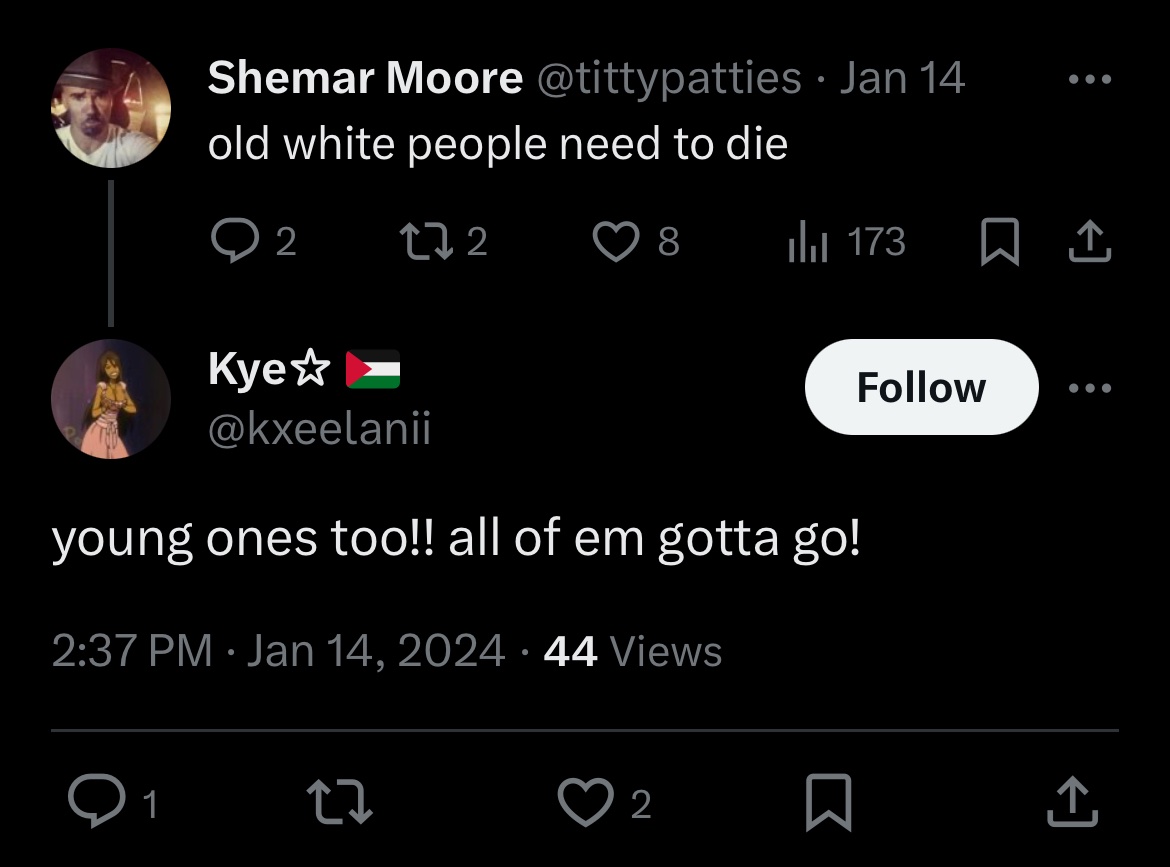 Shemar Moore @tittypatties · Jan 14
old white people need to die
2 2 8 173
Kye☆ 🇵🇸
Follow
@kxeelanii
young ones too!! all of em gotta go!
2:37 PM · Jan 14, 2024 · 44 Views
1 2